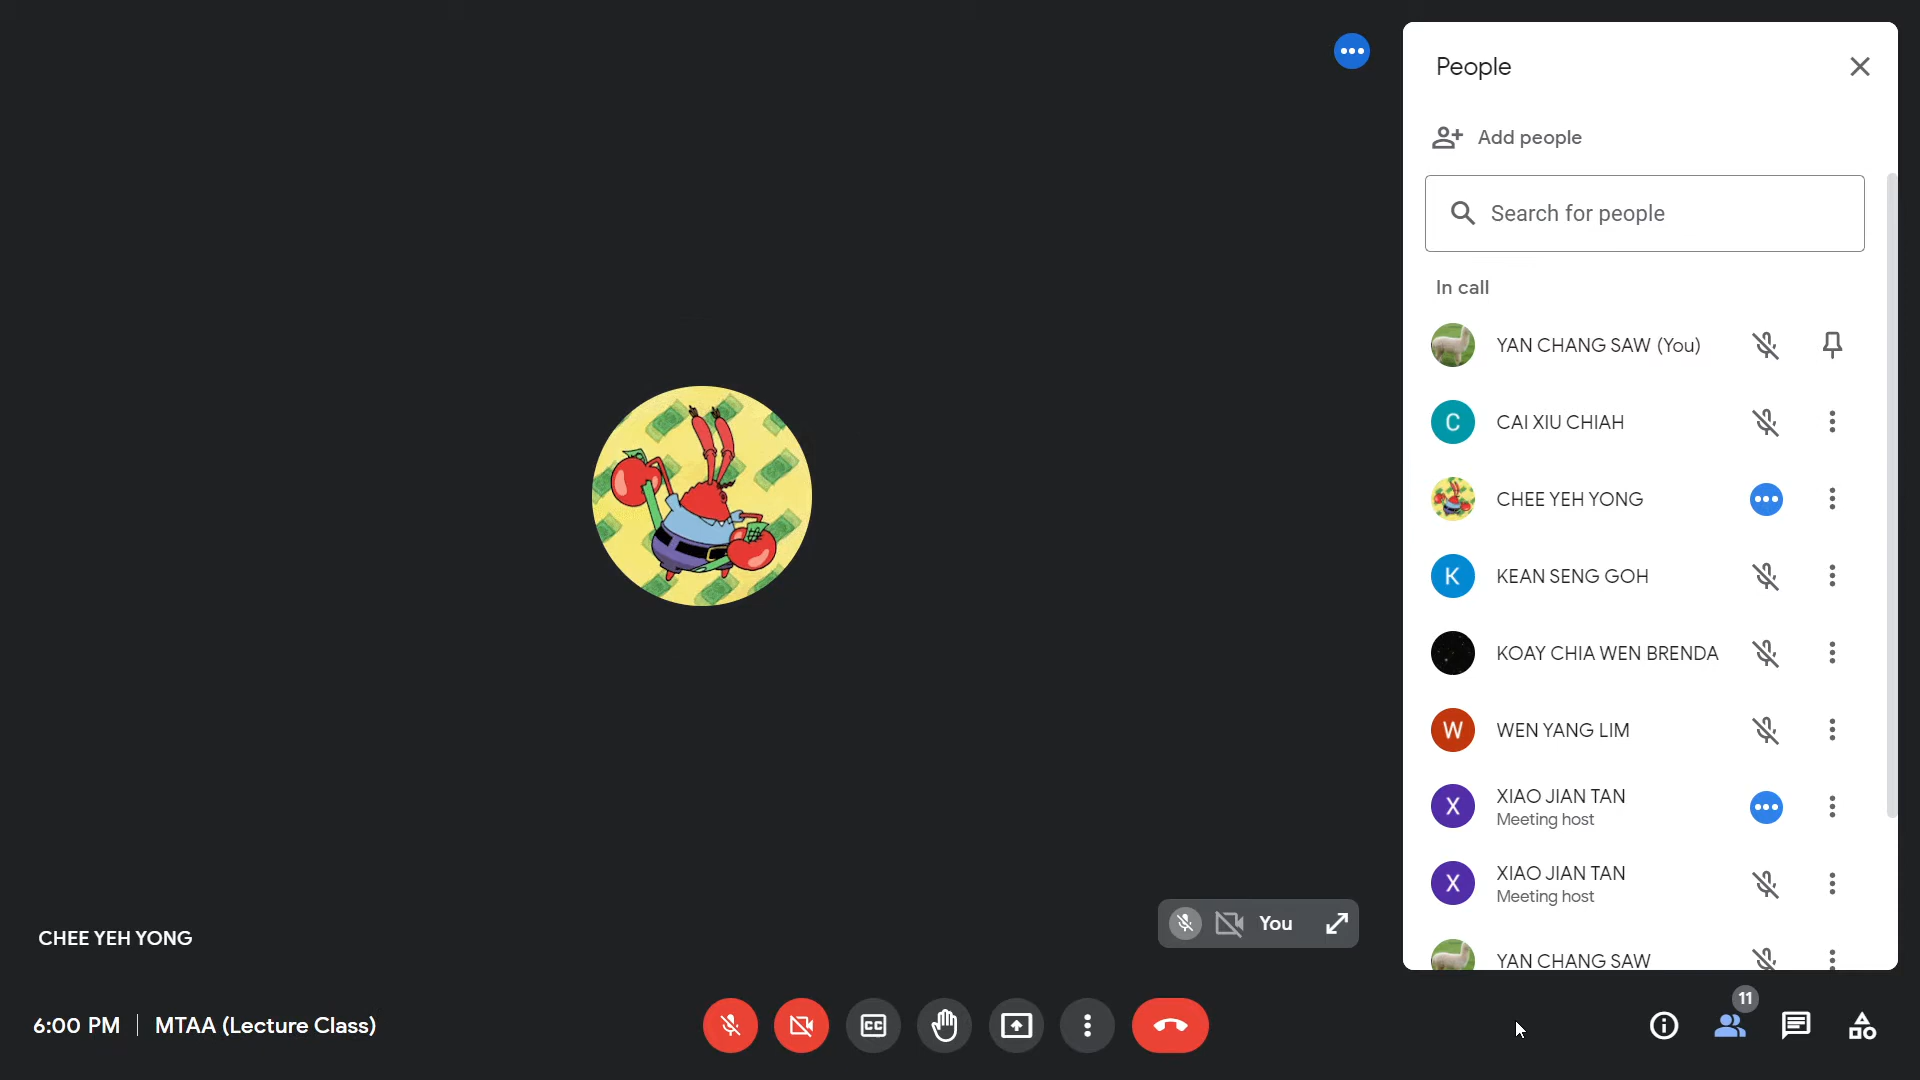 People
Add people
Search for people
In call
YAN CHANG SAW (You)
C
CAI XIU CHIAH
CHEE YEH YONG
K
KEAN SENG GOH
KOAY CHIA WEN BRENDA
W
WEN YANG LIM
X
XIAO JIAN TAN
Meeting host
X
XIAO JIAN TAN
Meeting host
YAN CHANG SAW
You
CHEE YEH YONG
6:00 PM
MTAA (Lecture Class)
CC
11